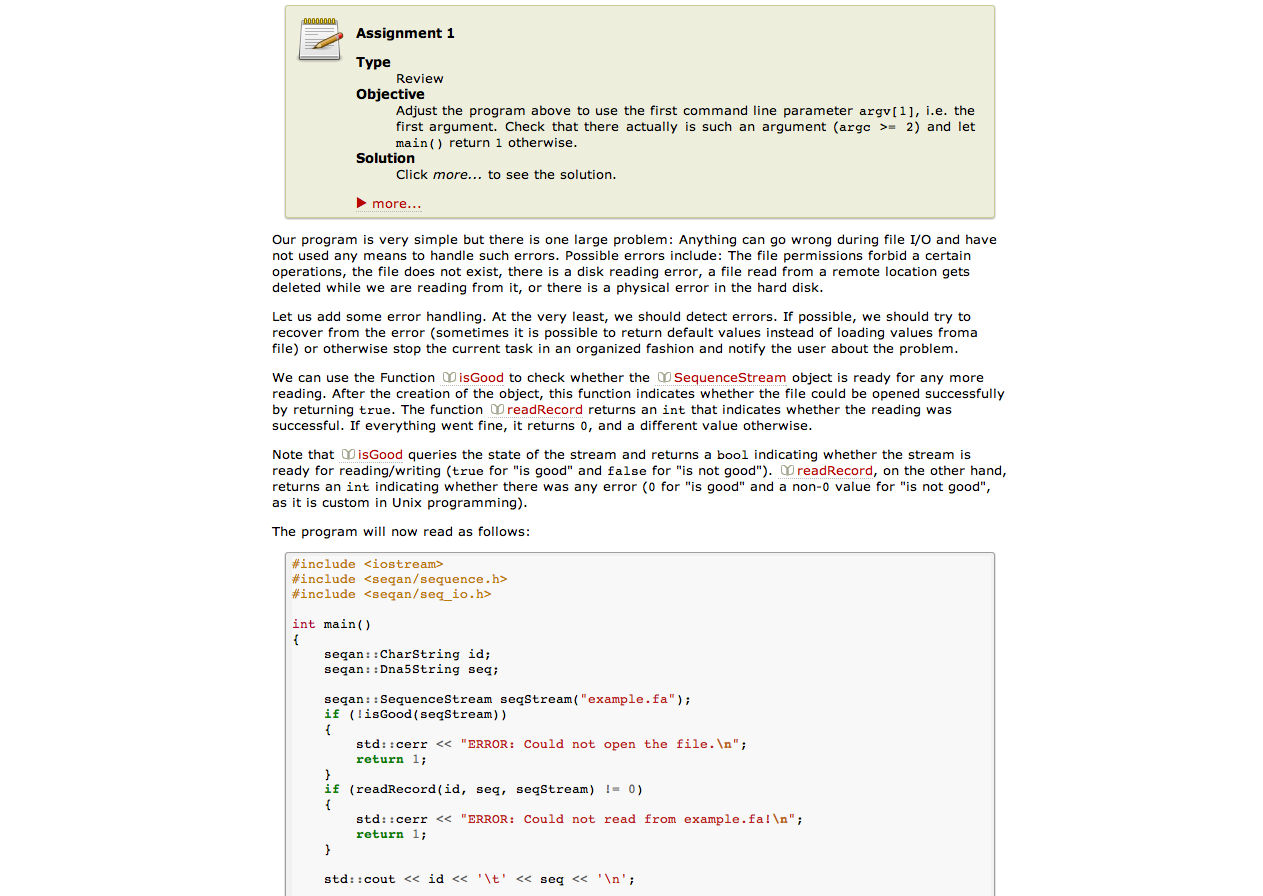 Assignment 1
Type
Review
Objective
Adjust the program above to use the first command line parameter argv[1], i.e. the
first argument. Check that there actually is such an argument (argc >= 2) and let
main() return 1 otherwise.
Solution
Click more... to see the solution.
more...
Our program is very simple but there is one large problem: Anything can go wrong during file I/O and have
not used any means to handle such errors. Possible errors include: The file permissions forbid a certain
operations, the file does not exist, there is a disk reading error, a file read from a remote location gets
deleted while we are reading from it, or there is a physical error in the hard disk.
Let us add some error handling. At the very least, we should detect errors. If possible, we should try to
recover from the error (sometimes it is possible to return default values instead of loading values froma
file) or otherwise stop the current task in an organized fashion and notify the user about the problem.
We can use the Function isGood to check whether the SequenceStream object is ready for any more
reading. After the creation of the object, this function indicates whether the file could be opened successfully
by returning true. The function readRecord returns an int that indicates whether the reading was
successful. If everything went fine, it returns 0, and a different value otherwise.
Note that isGood queries the state of the stream and returns a bool indicating whether the stream is
ready for reading/writing (true for "is good" and false for "is not good"). readRecord, on the other hand,
returns an int indicating whether there was any error (0 for "is good" and a non-0 value for "is not good",
as it is custom in Unix programming).
The program will now read as follows:
#include <iostream>
#include <seqan/sequence.h>
#include <seqan/seq_io.h>
int main()
{
seqan::CharString id;
seqan::Dna5String seq;
seqan::SequenceStream seqStream("example.fa");
if (!isGood(seqStream))
{
std::cerr << "ERROR: Could not open the file.\n";
return 1;
}
if (readRecord(id, seq, seqStream) != 0)
{
std::cerr << "ERROR: Could not read from example.fa!\n";
return 1;
}
std::cout << id << '\t' << seq << '\n';